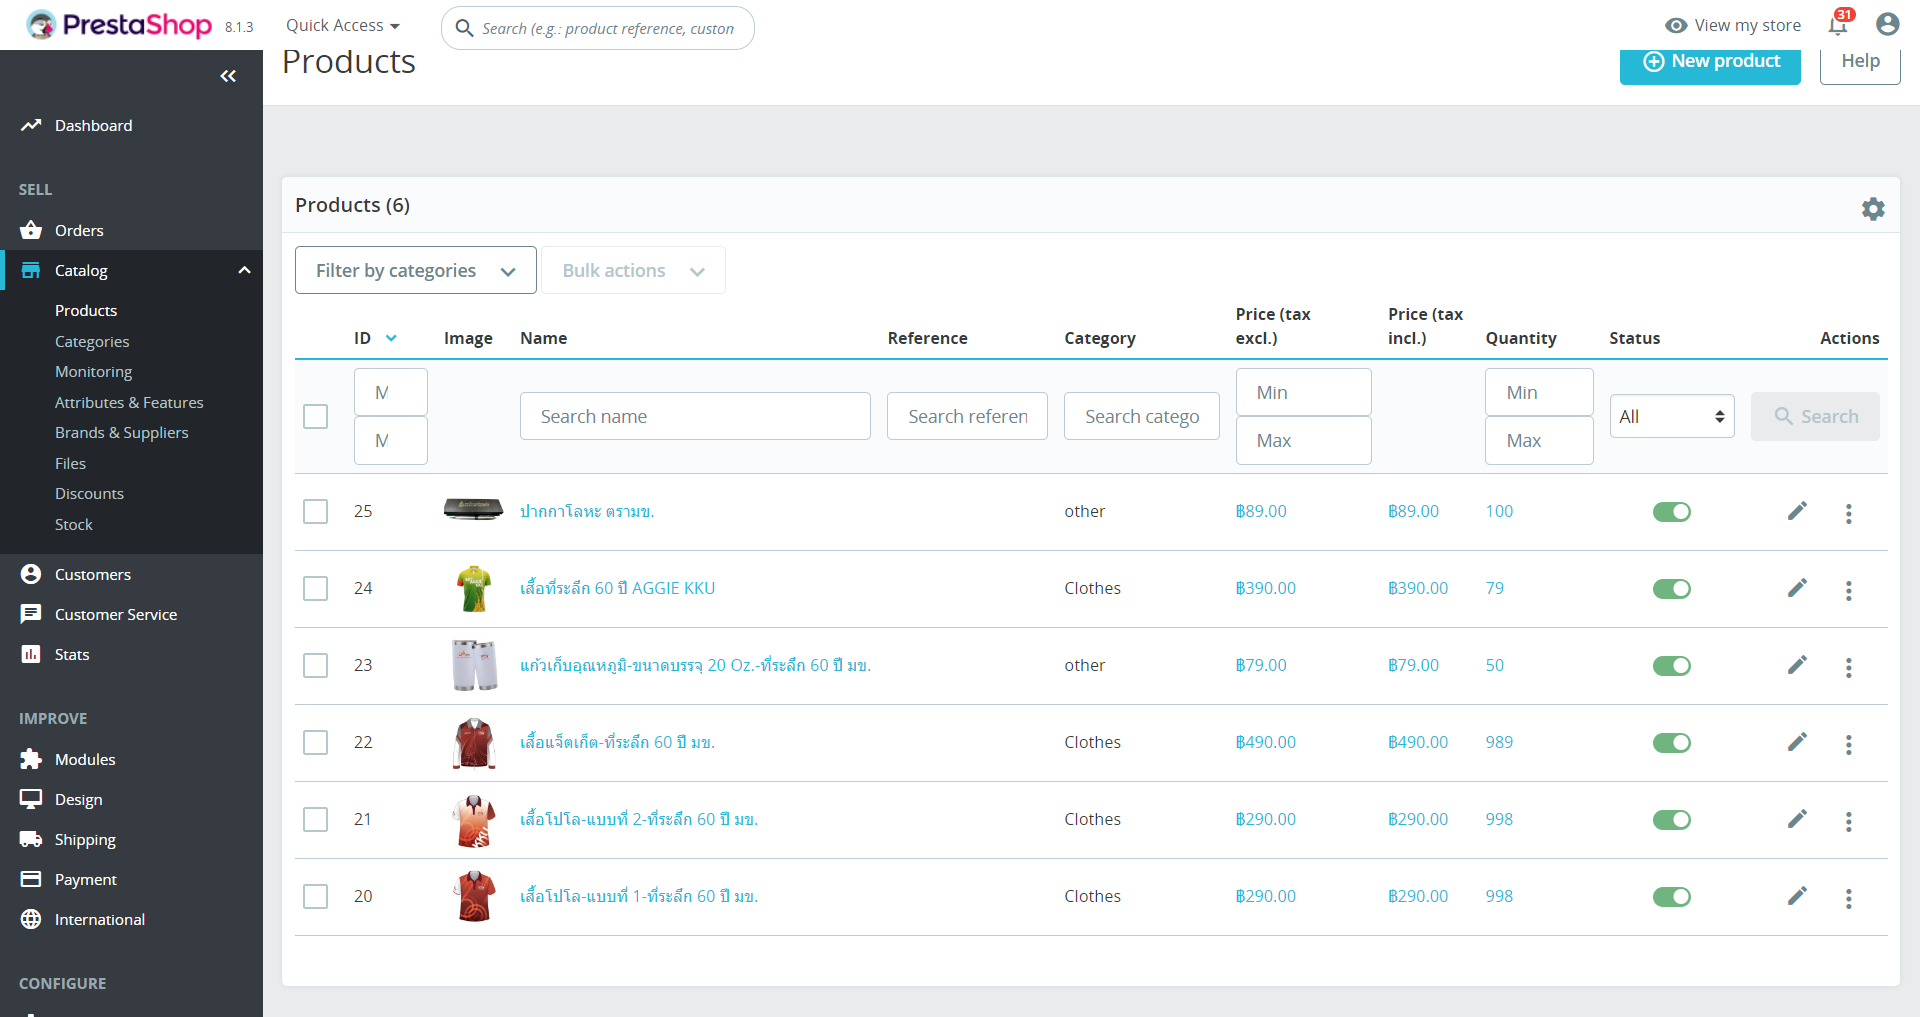 PrestaShop 8.1.3 Quick Access Search (e.g.: product reference, custon View my store 31
Products New product Help
Dashboard
SELL
Orders
Catalog
Products
Categories
Monitoring
Attributes & Features
Brands & Suppliers
Files
Discounts
Stock
Customers
Customer Service
Stats
IMPROVE
Modules
Design
Shipping
Payment
International
CONFIGURE
Products (6)
Filter by categories Bulk actions
ID Image Name Reference Category Price (tax excl.) Price (tax incl.) Quantity Status Actions
M Min Min
Search name Search referen Search catego All Search
M Max Max
25 ปากกาโลหะ ตรามข. other ฿89.00 ฿89.00 100
24 เสื้อที่ระลึก 60 ปี AGGIE KKU Clothes ฿390.00 ฿390.00 79
23 แก้วเก็บอุณหภูมิ-ขนาดบรรจุ 20 Oz.-ที่ระลึก 60 ปี มข. other ฿79.00 ฿79.00 50
22 เสื้อแจ็ตเก็ต-ที่ระลึก 60 ปี มข. Clothes ฿490.00 ฿490.00 989
21 เสื้อโปโล-แบบที่ 2-ที่ระลึก 60 ปี มข. Clothes ฿290.00 ฿290.00 998
20 เสื้อโปโล-แบบที่ 1-ที่ระลึก 60 ปี มข. Clothes ฿290.00 ฿290.00 998